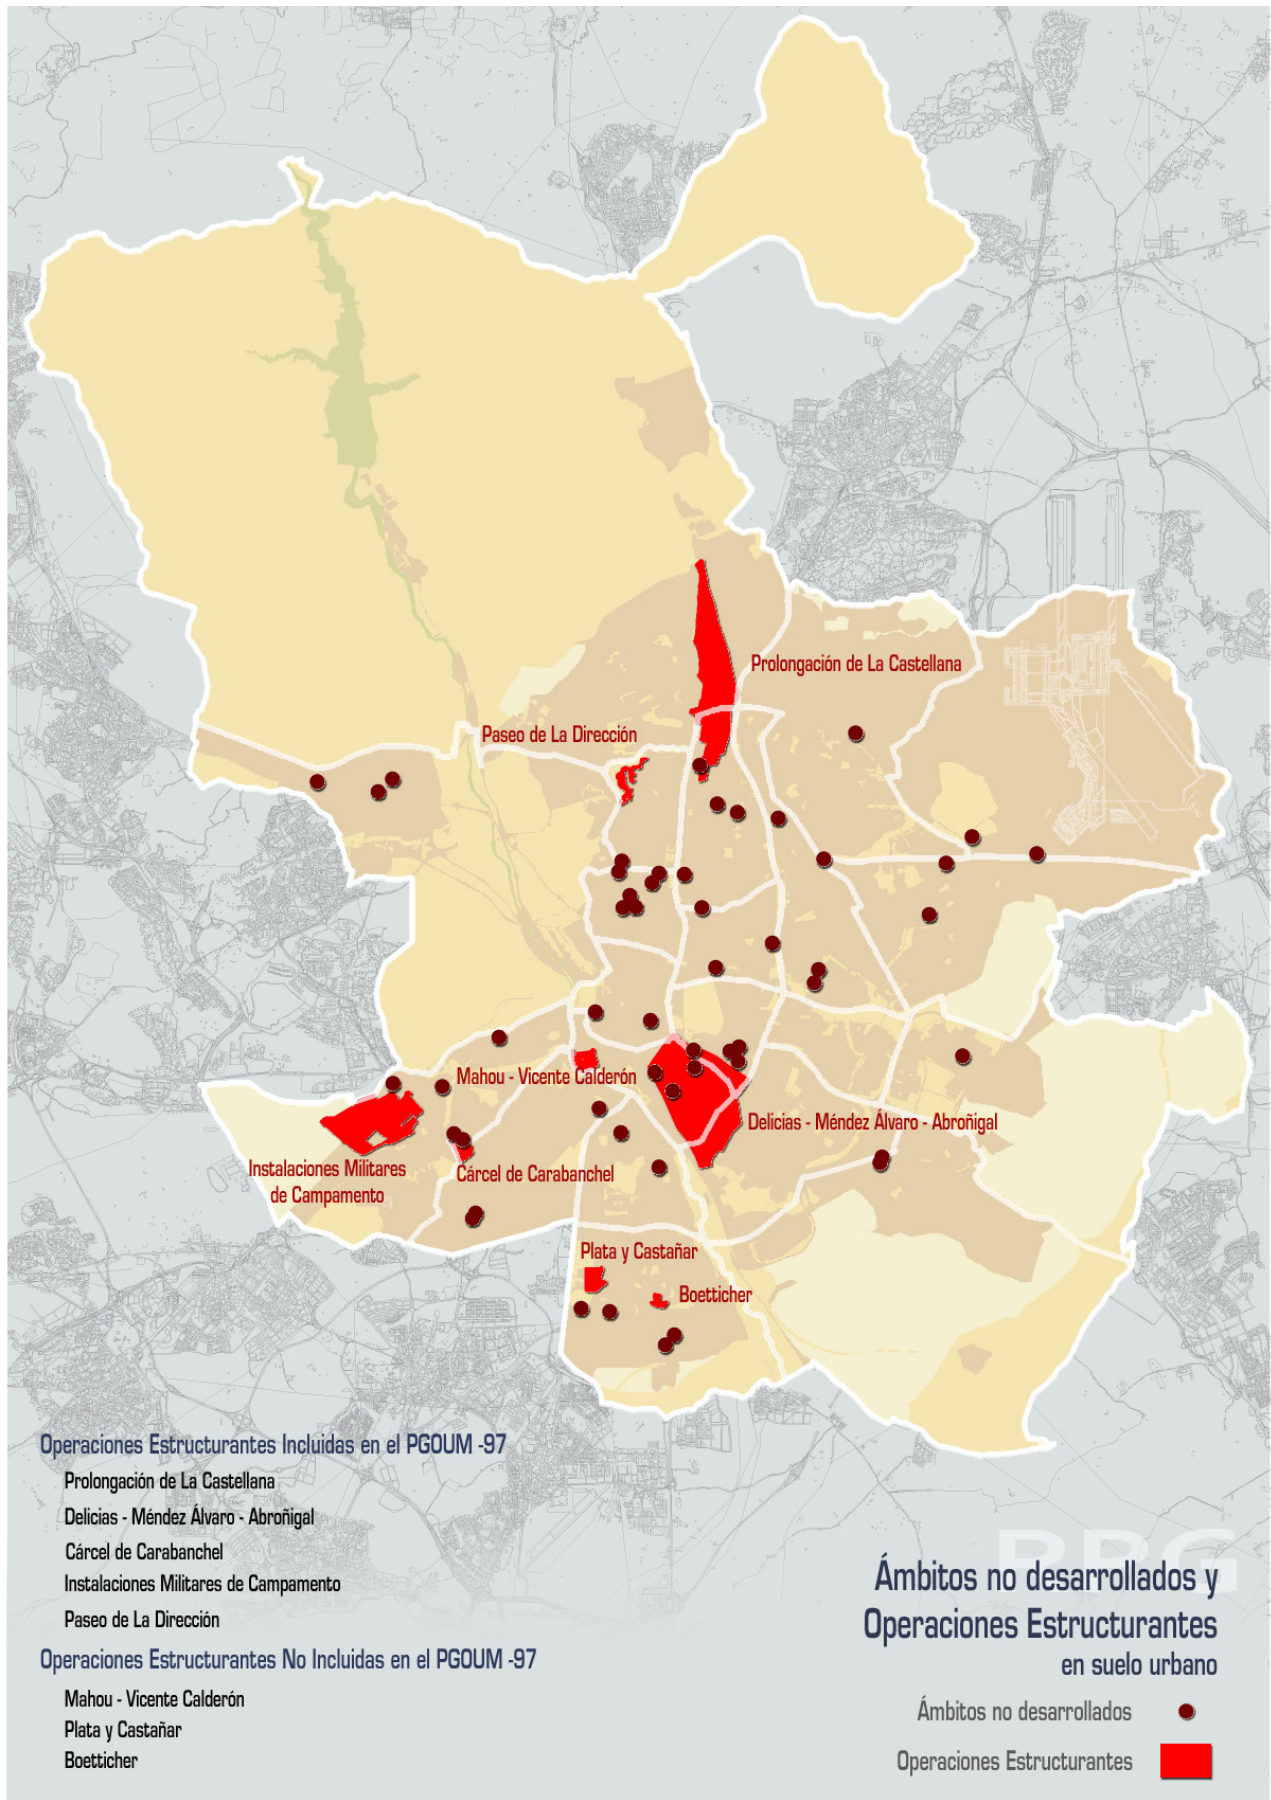 Prolongación de La Castellana
Paseo de La Dirección
Mahou - Vicente Calderón
Delicias - Méndez Álvaro - Abroñigal
Instalaciones Militares
de Campamento
Cárcel de Carabanchel
Plata y Castañar
Boetticher
Operaciones Estructurantes Incluidas en el PGOUM -97
Prolongación de La Castellana
Delicias - Méndez Álvaro - Abroñigal
Cárcel de Carabanchel
Instalaciones Militares de Campamento
Paseo de La Dirección
Operaciones Estructurantes No Incluidas en el PGOUM -97
Mahou - Vicente Calderón
Plata y Castañar
Boetticher
PPG
Ámbitos no desarrollados y
Operaciones Estructurantes
en suelo urbano
Ámbitos no desarrollados
Operaciones Estructurantes